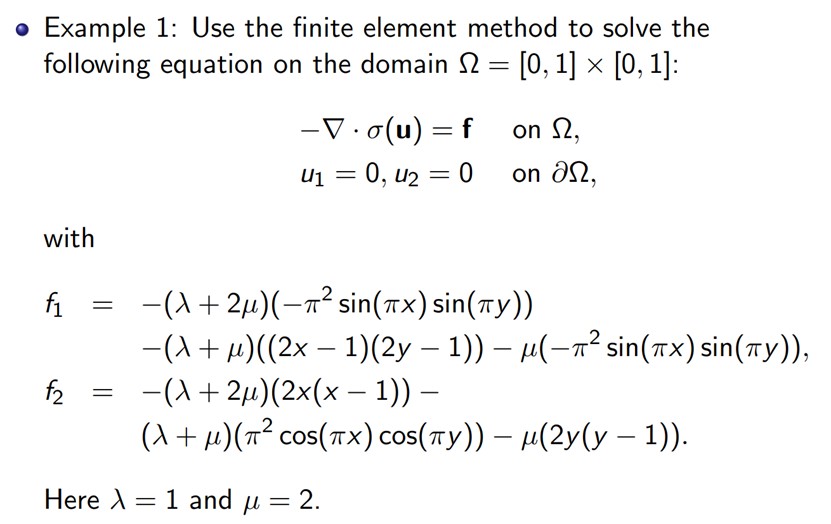 Example 1: Use the finite element method to solve the
following equation on the domain Ω = [0, 1] × [0, 1]:
−∇ · σ(u) = f on Ω,
u₁ = 0, u₂ = 0 on ∂Ω,
with
f₁ = −(λ + 2μ)(−π² sin(πx) sin(πy))
−(λ + μ)((2x − 1)(2y − 1)) − μ(−π² sin(πx) sin(πy)),
f₂ = −(λ + 2μ)(2x(x − 1)) −
(λ + μ)(π² cos(πx) cos(πy)) − μ(2y(y − 1)).
Here λ = 1 and μ = 2.